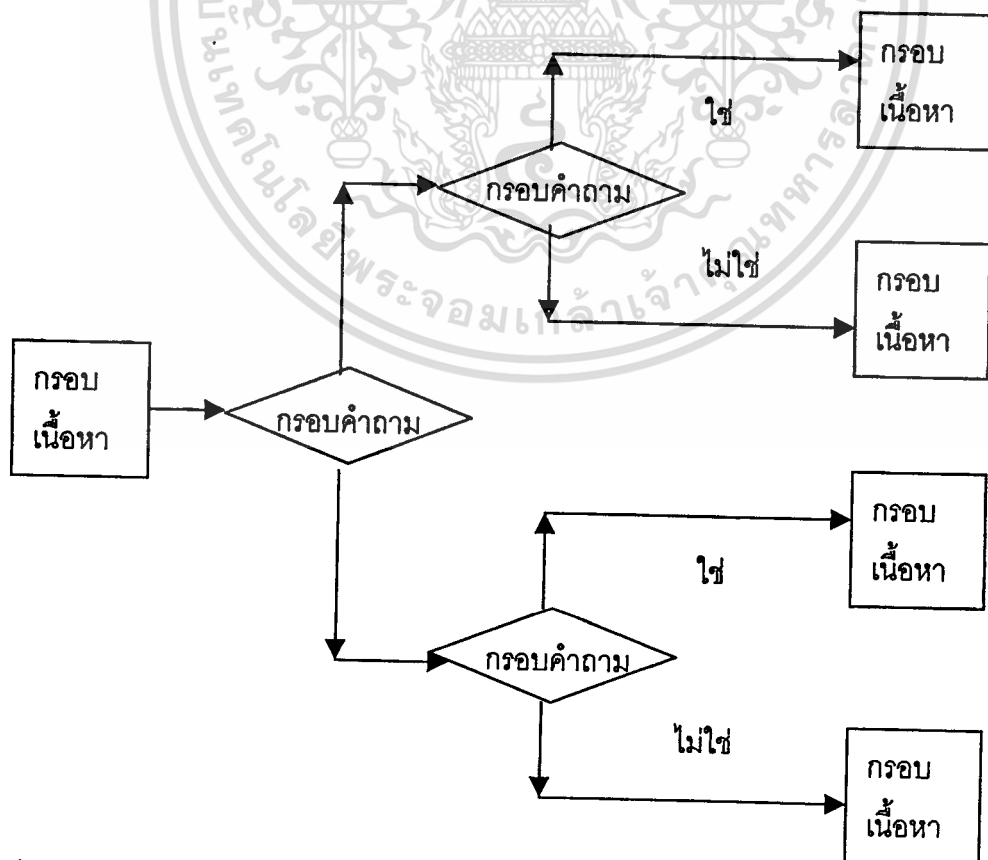 กรอบ
เนื้อหา
ใช่
กรอบคำถาม
ไม่ใช่
กรอบ
เนื้อหา
กรอบ
เนื้อหา
กรอบคำถาม
กรอบ
เนื้อหา
ใช่
กรอบคำถาม
ไม่ใช่
กรอบ
เนื้อหา